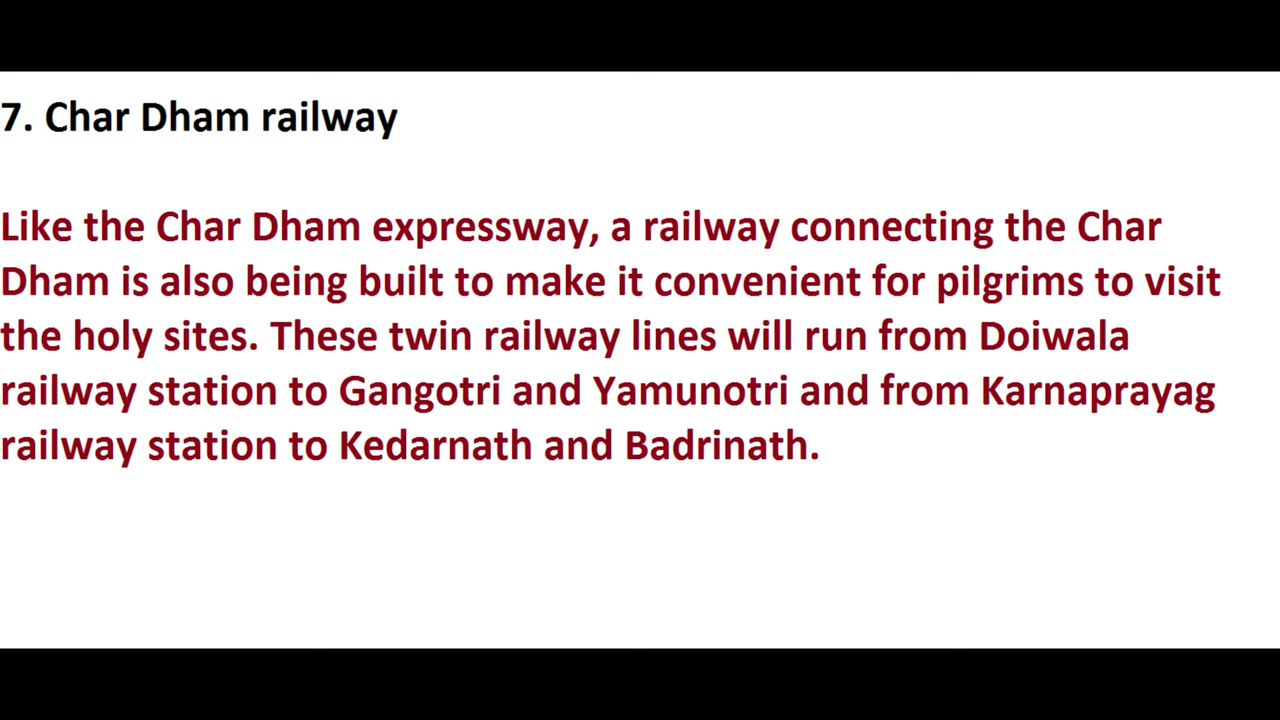 7. Char Dham railway
Like the Char Dham expressway, a railway connecting the Char
Dham is also being built to make it convenient for pilgrims to visit
the holy sites. These twin railway lines will run from Doiwala
railway station to Gangotri and Yamunotri and from Karnaprayag
railway station to Kedarnath and Badrinath.